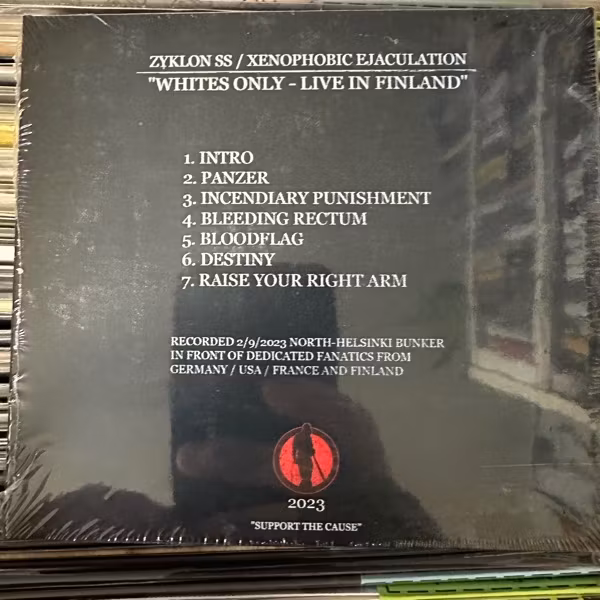 ZYKLON SS / XENOPHOBIC EJACULATION
"WHITES ONLY - LIVE IN FINLAND"
1. INTRO
2. PANZER
3. INCENDIARY PUNISHMENT
4. BLEEDING RECTUM
5. BLOODFLAG
6. DESTINY
7. RAISE YOUR RIGHT ARM
RECORDED 2/9/2023 NORTH-HELSINKI BUNKER
IN FRONT OF DEDICATED FANATICS FROM
GERMANY / USA / FRANCE AND FINLAND
2023
"SUPPORT THE CAUSE"